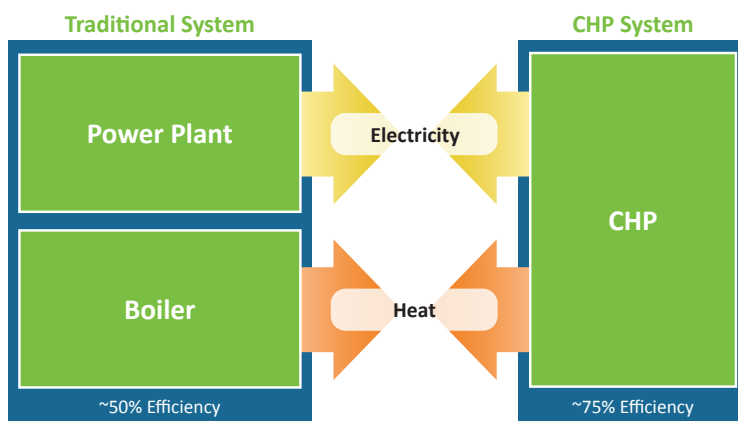 Traditional System
CHP System
Power Plant
Electricity
CHP
Boiler
Heat
~50% Efficiency
~75% Efficiency